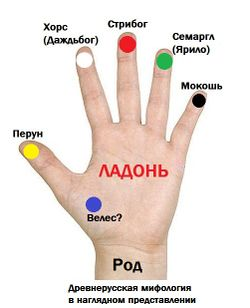 Стрибог
Хорс
(Даждьбог)
Семаргл
(Ярило)
Мокошь
Перун
ЛАДОНЬ
Велес?
Род
Древнерусская мифология
в наглядном представлении